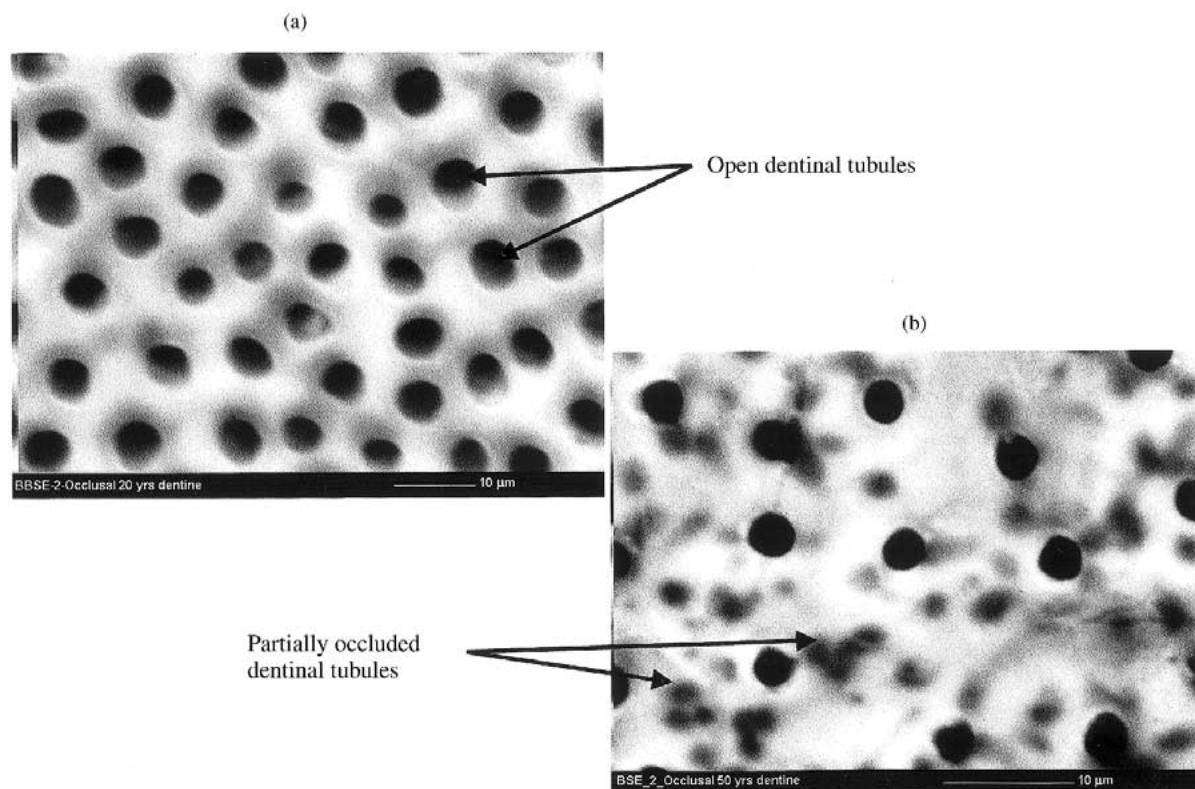 (a)
Open dentinal tubules
(b)
BBSE-2-Occlusal 20 yrs dentine
10 µm
Partially occluded
dentinal tubules
BSE_2_Occlusal 50 yrs dentine
10 µm